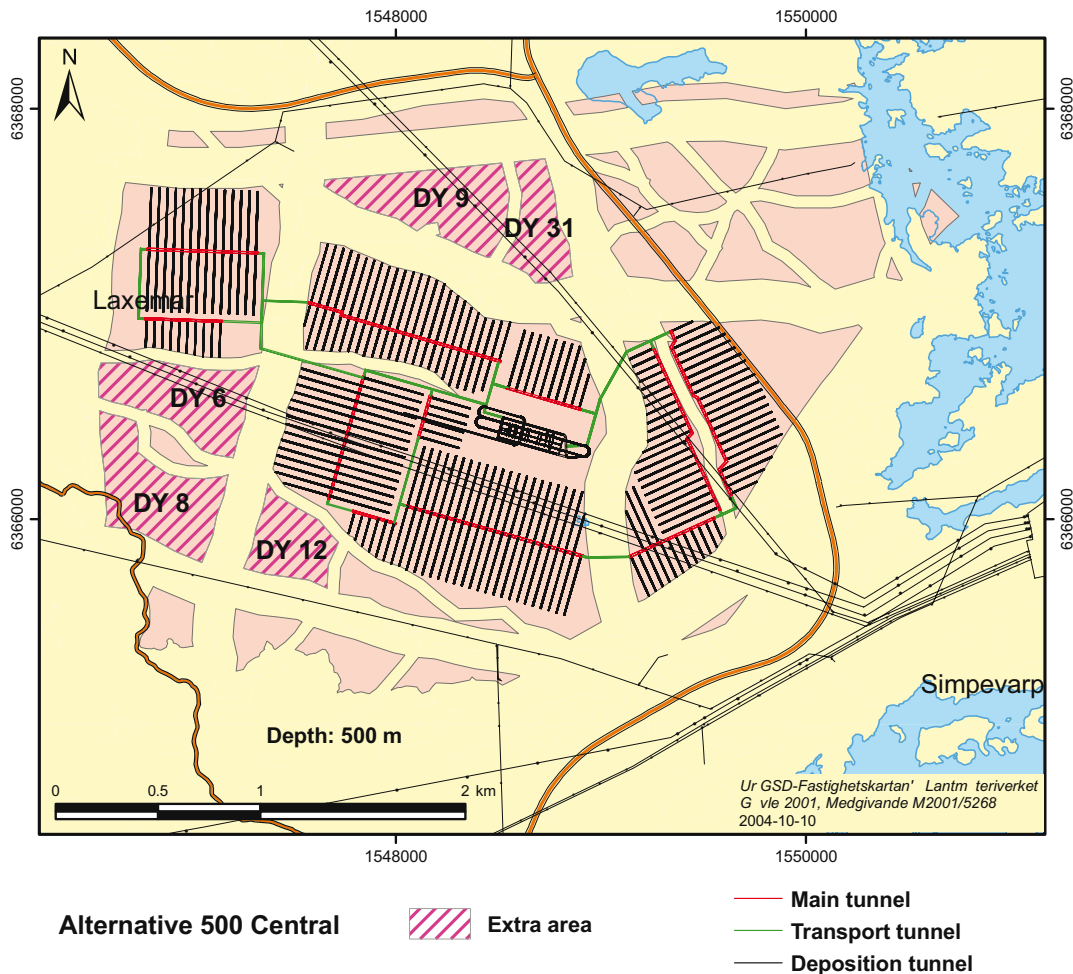 1548000 1550000
N
6368000 6368000
DY 9
DY 31
Laxemar
DY 6
DY 8
6366000 6366000
DY 12
Simpevarp
Depth: 500 m
0 0.5 1 2 km
Ur GSD-Fastighetskartan' Lantm teriverket
G vle 2001, Medgivande M2001/5268
2004-10-10
1548000 1550000
Main tunnel
Alternative 500 Central Extra area
Transport tunnel
Deposition tunnel